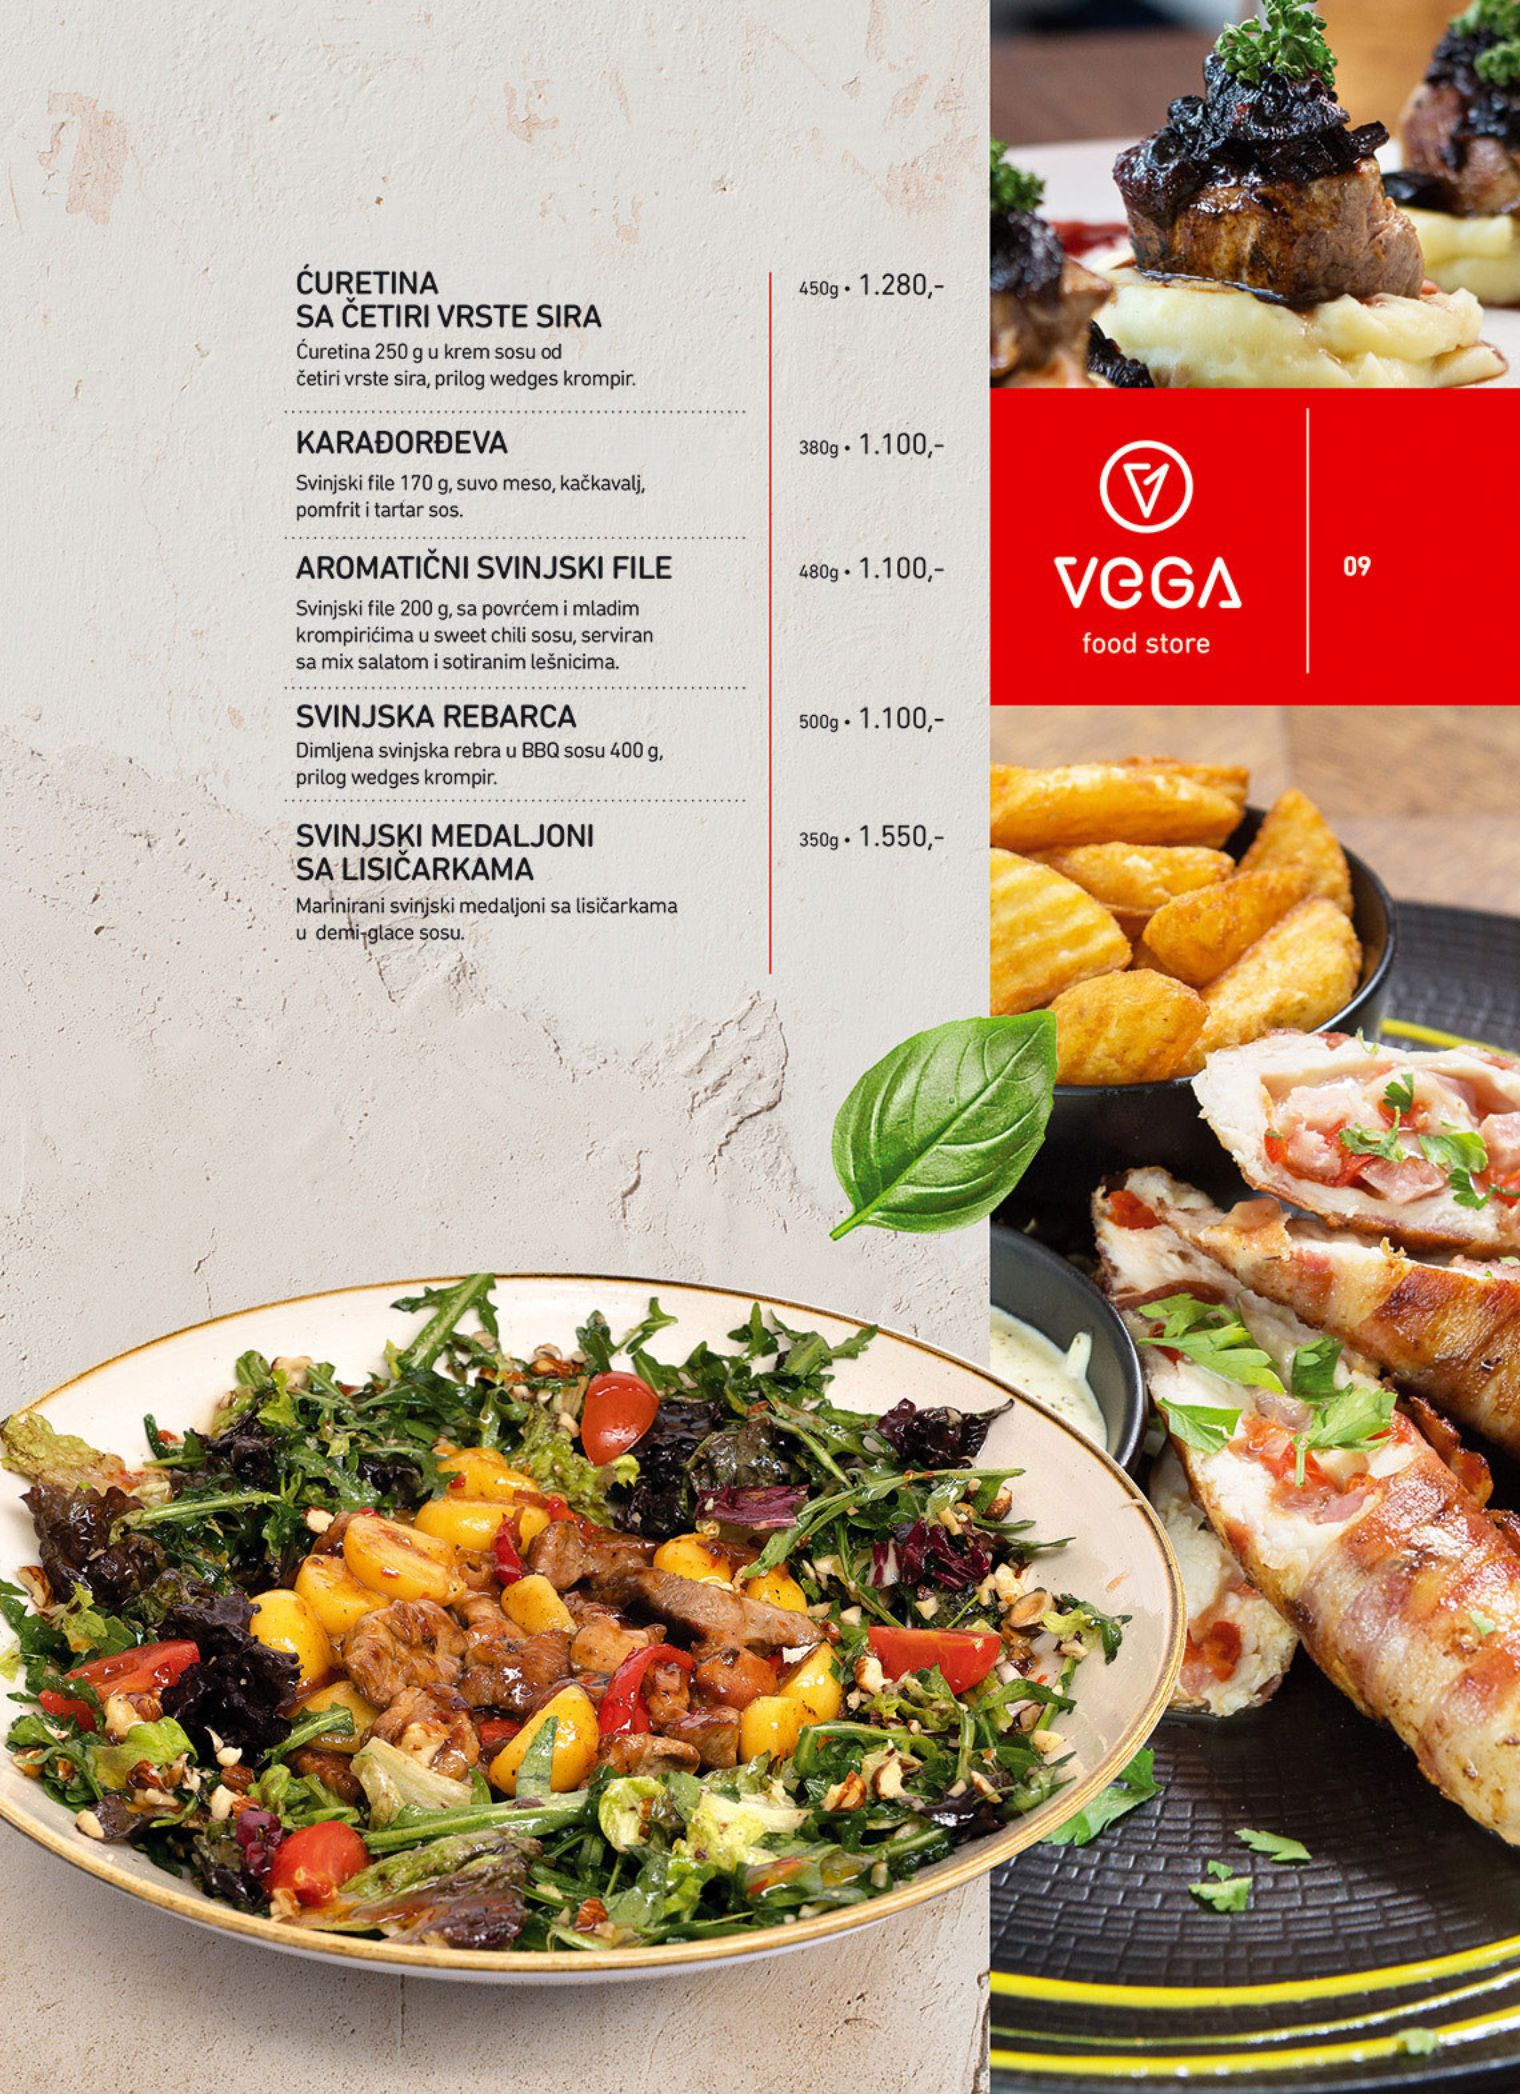 ĆURETINA
SA ČETIRI VRSTE SIRA
450g • 1.280,-
Ćuretina 250 g u krem sosu od
četiri vrste sira, prilog wedges krompir.
KARAĐORĐEVA
380g • 1.100,-
Svinjski file 170 g, suvo meso, kačkavalj,
pomfrit i tartar sos.
AROMATIČNI SVINJSKI FILE
480g • 1.100,-
Svinjski file 200 g, sa povrćem i mladim
krompirićima u sweet chili sosu, serviran
sa mix salatom i sotiranim lešnicima.
SVINJSKA REBARCA
500g • 1.100,-
Dimljena svinjska rebra u BBQ sosu 400 g,
prilog wedges krompir.
SVINJSKI MEDALJONI
SA LISIČARKAMA
350g • 1.550,-
Marinirani svinjski medaljoni sa lisičarkama
u demi-glace sosu.
VEGA
food store
09